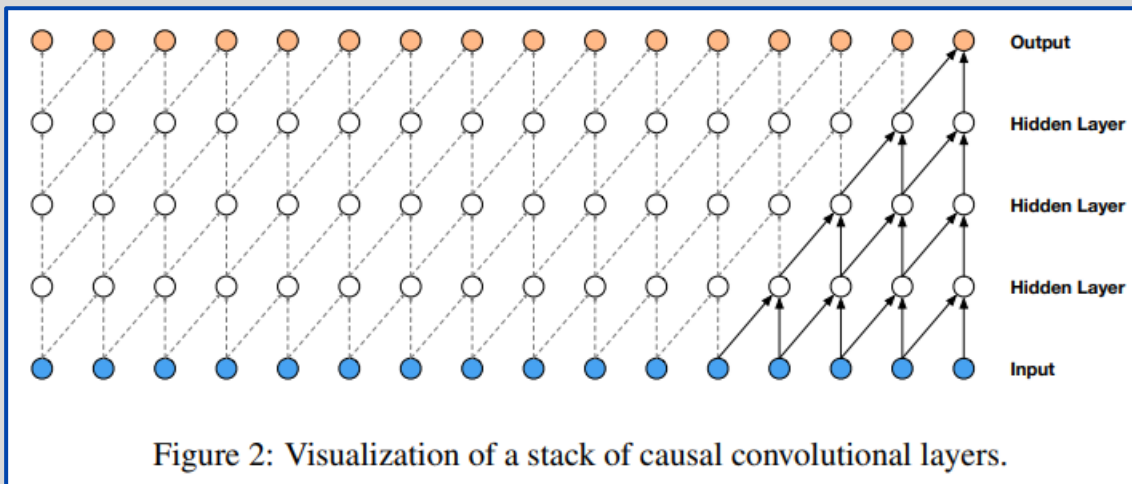 Output
Hidden Layer
Hidden Layer
Hidden Layer
Input
Figure 2: Visualization of a stack of causal convolutional layers.